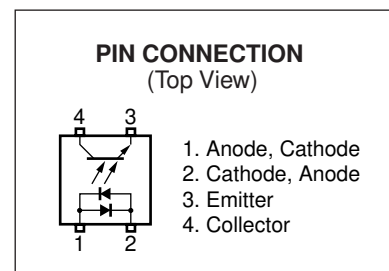 PIN CONNECTION
(Top View)
4 3
1 2
1. Anode, Cathode
2. Cathode, Anode
3. Emitter
4. Collector